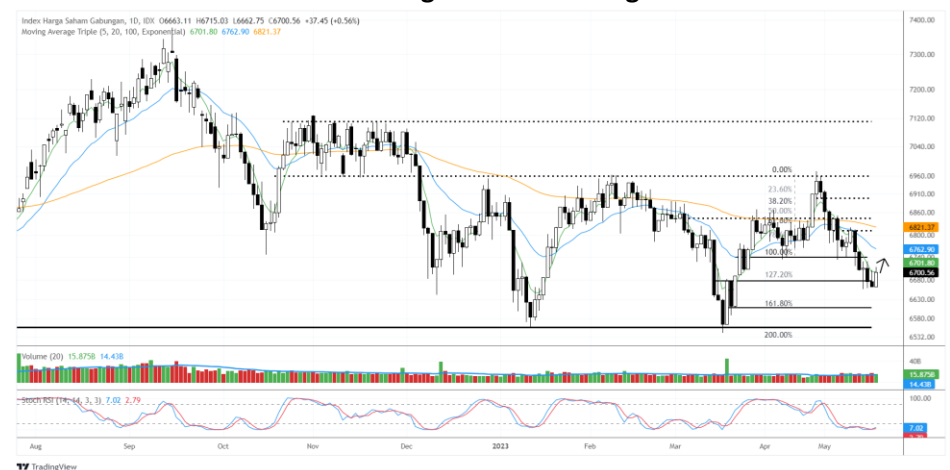 Index Harga Saham Gabungan, 1D, IDX O6663.11 H6715.03 L6662.75 C6700.56 +37.45 (+0.56%)
Moving Average Triple (5, 20, 100, Exponential) 6701.80 6762.90 6821.37
7400.00
7300.00
7200.00
7120.00
7040.00
6960.00
6910.00
6860.00
6821.37
6800.00
6762.90
6701.80
6700.56
6680.00
6630.00
6580.00
6532.00
0.00%
23.60%
38.20%
100.00%
127.20%
161.80%
200.00%
Volume (20) 15.875B 14.43B
40B
15.875B
14.43B
Stoch RSI (14, 14, 3, 3) 7.02 2.79
100.00
7.02
Aug Sep Oct Nov Dec 2023 Feb Mar Apr May
TradingView